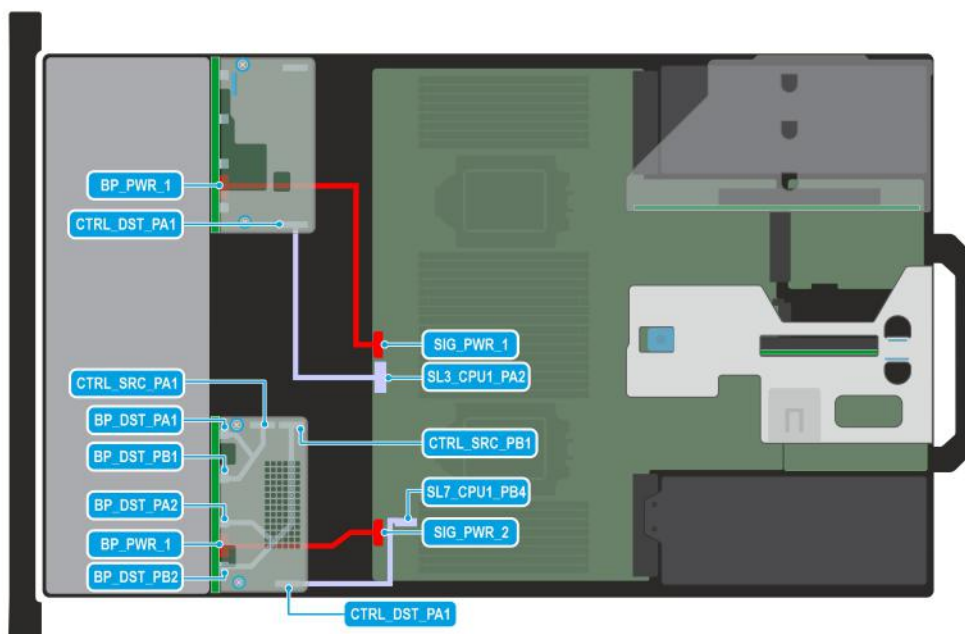 BP_PWR_1
CTRL_DST_PA1
SIG_PWR_1
SL3_CPU1_PA2
CTRL_SRC_PA1
BP_DST_PA1
CTRL_SRC_PB1
BP_DST_PB1
SL7_CPU1_PB4
BP_DST_PA2
SIG_PWR_2
BP_PWR_1
BP_DST_PB2
CTRL_DST_PA1